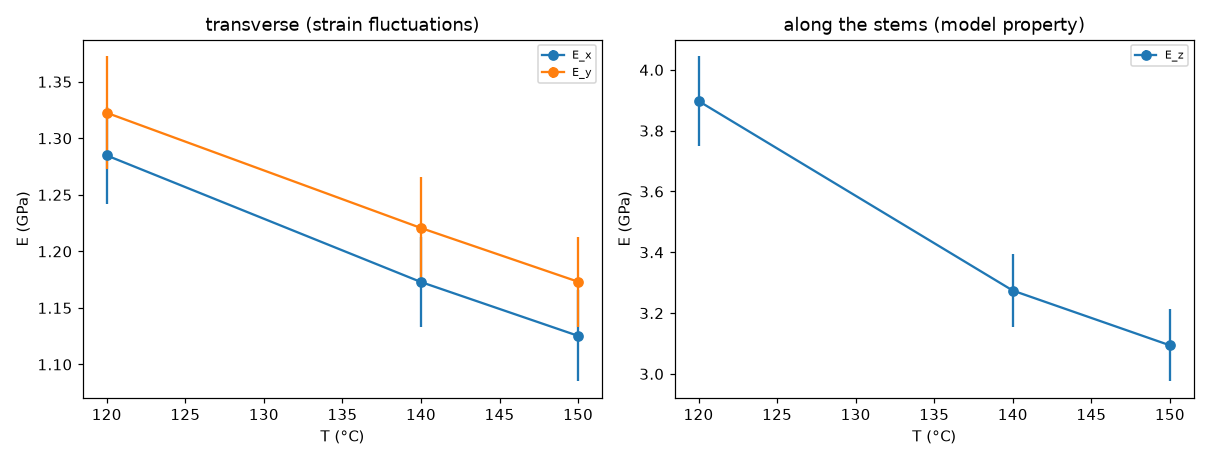 transverse (strain fluctuations)
E_x
E_y
1.35
1.30
1.25
1.20
1.15
1.10
E (GPa)
120 125 130 135 140 145 150
T (°C)
along the stems (model property)
E_z
4.0
3.8
3.6
3.4
3.2
3.0
E (GPa)
120 125 130 135 140 145 150
T (°C)